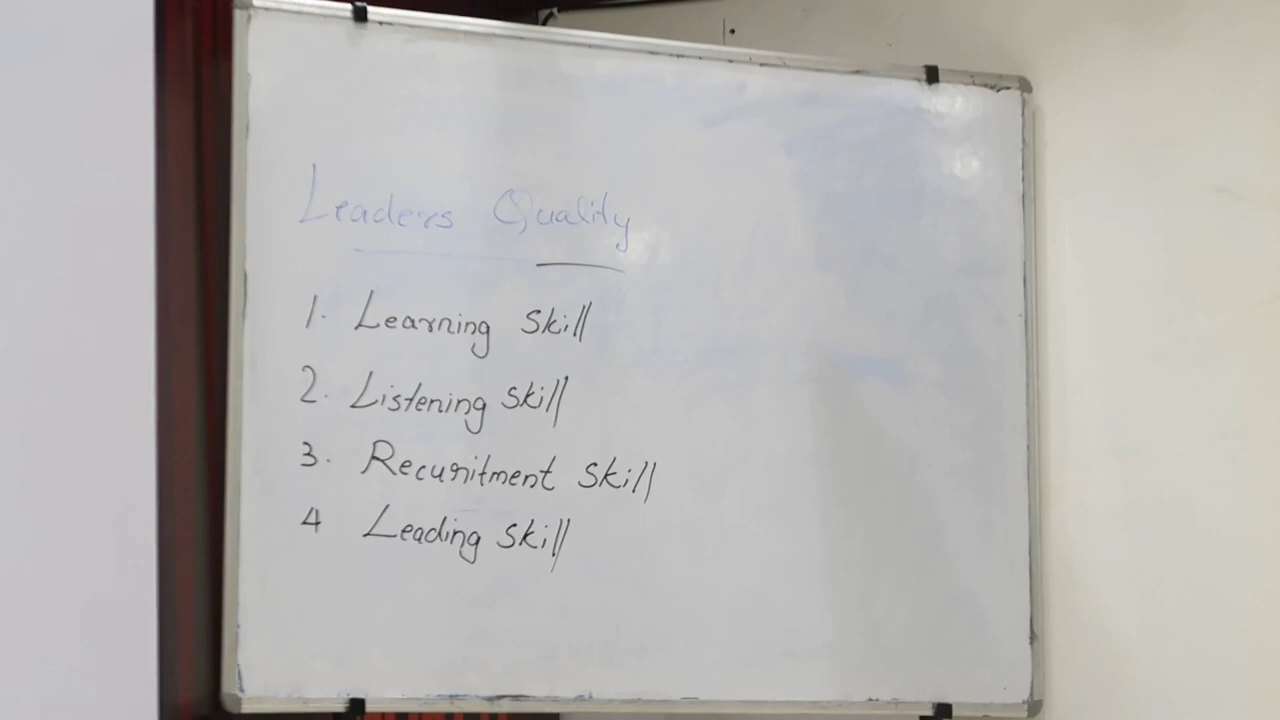 Leaders Quality
1. Learning Skill
2. Listening Skill
3. Recuritment Skill
4 Leading Skill